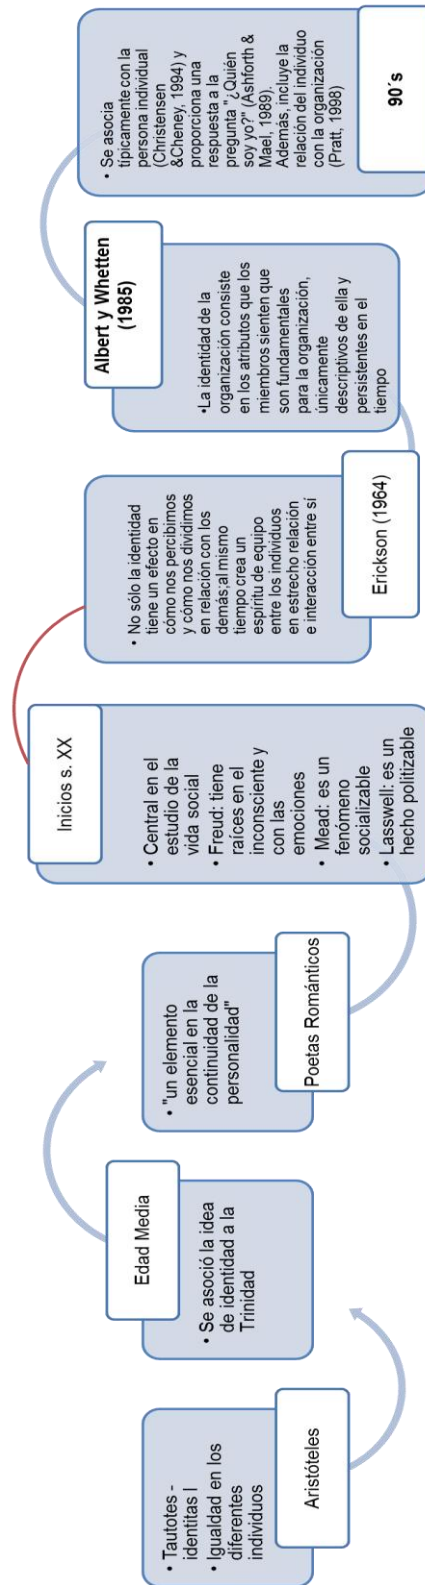 • Tautotes -
identitas I
• Igualdad en los
diferentes
individuos
Aristóteles
Edad Media
• Se asoció la idea
de identidad a la
Trinidad
• "un elemento
esencial en la
continuidad de la
personalidad"
Poetas Románticos
Inicios s. XX
• Central en el
estudio de la
vida social
• Freud: tiene
raíces en el
inconsciente y
con las
emociones
• Mead: es un
fenómeno
socializable
• Lasswell: es un
hecho politizable
• No sólo la identidad
tiene un efecto en
cómo nos percibimos
y cómo nos dividimos
en relación con los
demás;al mismo
tiempo crea un
espíritu de equipo
entre los individuos
en estrecho relación
e interacción entre sí
Erickson (1964)
Albert y Whetten
(1985)
•La identidad de la
organización consiste
en los atributos que los
miembros sienten que
son fundamentales
para la organización,
únicamente
descriptivos de ella y
persistentes en el
tiempo
• Se asocia
típicamente con la
persona individual
(Christensen
&Cheney, 1994) y
proporciona una
respuesta a la
pregunta "¿Quién
soy yo?" (Ashforth &
Mael, 1989).
Además, incluye la
relación del individuo
con la organización
(Pratt, 1998)
90´s